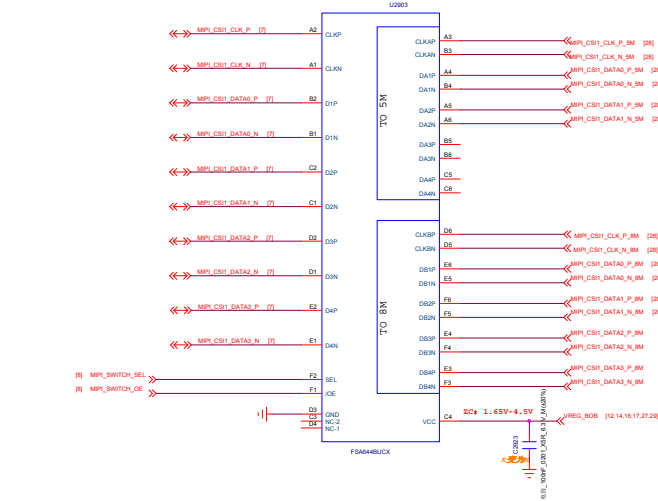 U2903
MIPI_CSI1_CLK_P [7] A2 CLKP
MIPI_CSI1_CLK_N [7] A1 CLKN
MIPI_CSI1_DATA0_P [7] B2 D1P
MIPI_CSI1_DATA0_N [7] B1 D1N
MIPI_CSI1_DATA1_P [7] C2 D2P
MIPI_CSI1_DATA1_N [7] C1 D2N
MIPI_CSI1_DATA2_P [7] D2 D3P
MIPI_CSI1_DATA2_N [7] D1 D3N
MIPI_CSI1_DATA3_P [7] E2 D4P
MIPI_CSI1_DATA3_N [7] E1 D4N
[8] MIPI_SWITCH_SEL F2 SEL
[8] MIPI_SWITCH_OE F1 /OE
D3 GND
C3 NC-2
D4 NC-1
TO 5M
CLKAP A3 MIPI_CSI1_CLK_P_5M [28]
CLKAN B3 MIPI_CSI1_CLK_N_5M [28]
DA1P A4 MIPI_CSI1_DATA0_P_5M
DA1N B4 MIPI_CSI1_DATA0_N_5M
DA2P A5 MIPI_CSI1_DATA1_P_5M
DA2N A6 MIPI_CSI1_DATA1_N_5M
DA3P B5
DA3N B6
DA4P C5
DA4N C6
TO 8M
CLKBP D6 MIPI_CSI1_CLK_P_8M [28]
CLKBN D5 MIPI_CSI1_CLK_N_8M [28]
DB1P E6 MIPI_CSI1_DATA0_P_8M
DB1N E5 MIPI_CSI1_DATA0_N_8M
DB2P F6 MIPI_CSI1_DATA1_P_8M
DB2N F5 MIPI_CSI1_DATA1_N_8M
DB3P E4 MIPI_CSI1_DATA2_P_8M
DB3N F4 MIPI_CSI1_DATA2_N_8M
DB4P E3 MIPI_CSI1_DATA3_P_8M
DB4N F3 MIPI_CSI1_DATA3_N_8M
ZC: 1.65V-4.5V
VCC C4 VREG_BOB [12,14,16,17,27,29]
C2923
100nF_0201_X5R_6.3V_M(±20%)
FSA644BUCX